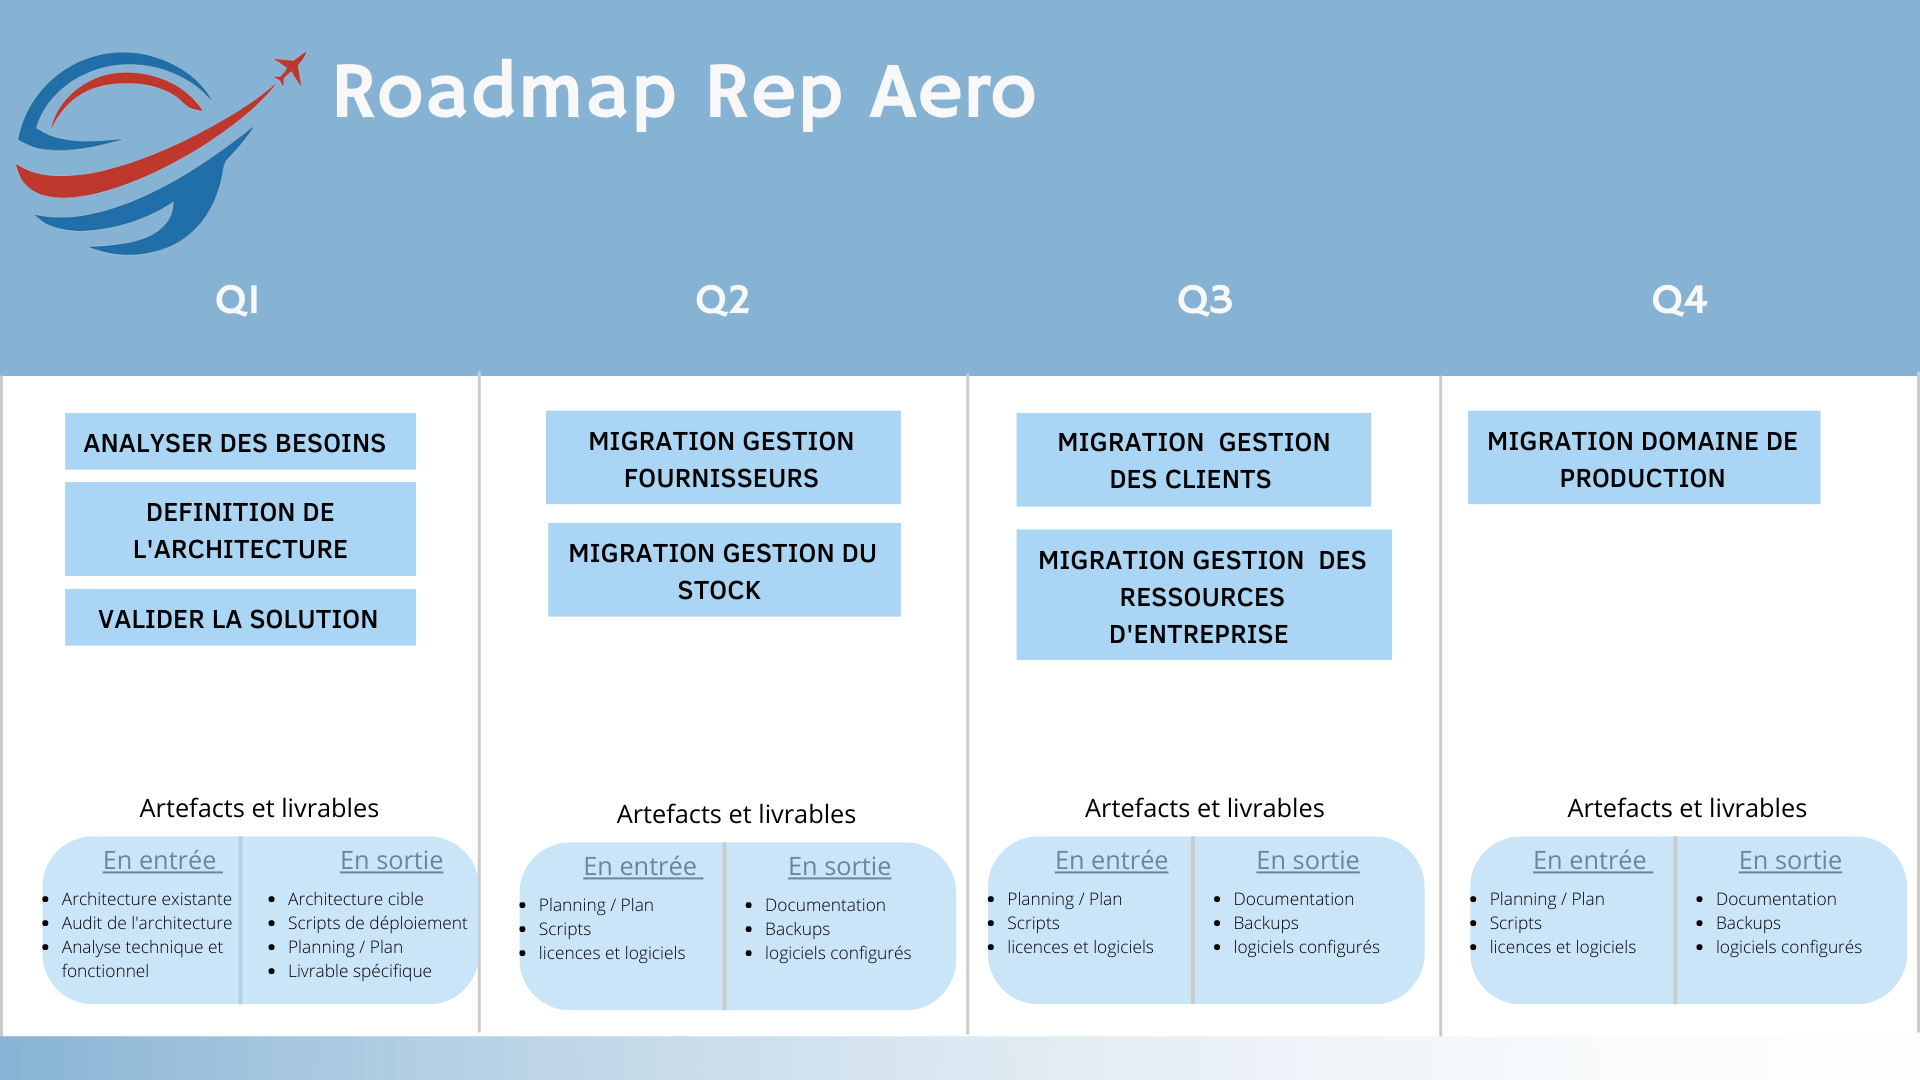 Roadmap Rep Aero
Q1
Q2
Q3
Q4
ANALYSER DES BESOINS
DEFINITION DE
L'ARCHITECTURE
VALIDER LA SOLUTION
MIGRATION GESTION
FOURNISSEURS
MIGRATION GESTION DU
STOCK
MIGRATION GESTION
DES CLIENTS
MIGRATION GESTION DES
RESSOURCES
D'ENTREPRISE
MIGRATION DOMAINE DE
PRODUCTION
Artefacts et livrables
En entrée
Architecture existante
Audit de l'architecture
Analyse technique et
fonctionnel
En sortie
Architecture cible
Scripts de déploiement
Planning / Plan
Livrable spécifique
Artefacts et livrables
En entrée
Planning / Plan
Scripts
licences et logiciels
En sortie
Documentation
Backups
logiciels configurés
Artefacts et livrables
En entrée
Planning / Plan
Scripts
licences et logiciels
En sortie
Documentation
Backups
logiciels configurés
Artefacts et livrables
En entrée
Planning / Plan
Scripts
licences et logiciels
En sortie
Documentation
Backups
logiciels configurés